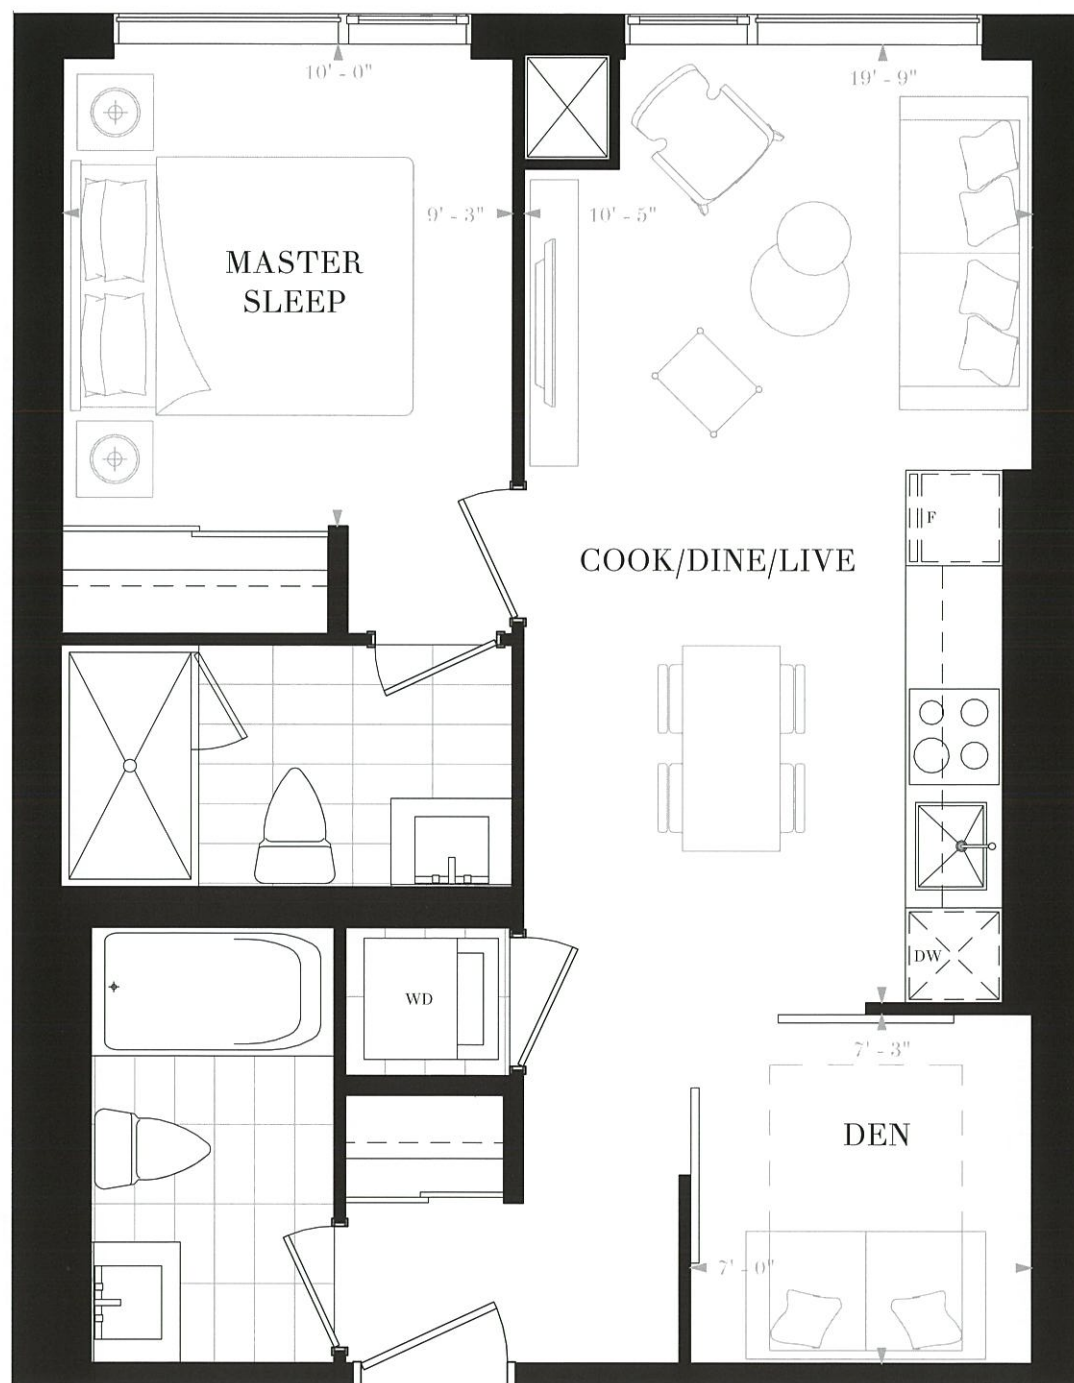 10' - 0"
19' - 9"
9' - 3"
10' - 5"
MASTER
SLEEP
F
COOK/DINE/LIVE
DW
WD
7' - 3"
DEN
7' - 0"